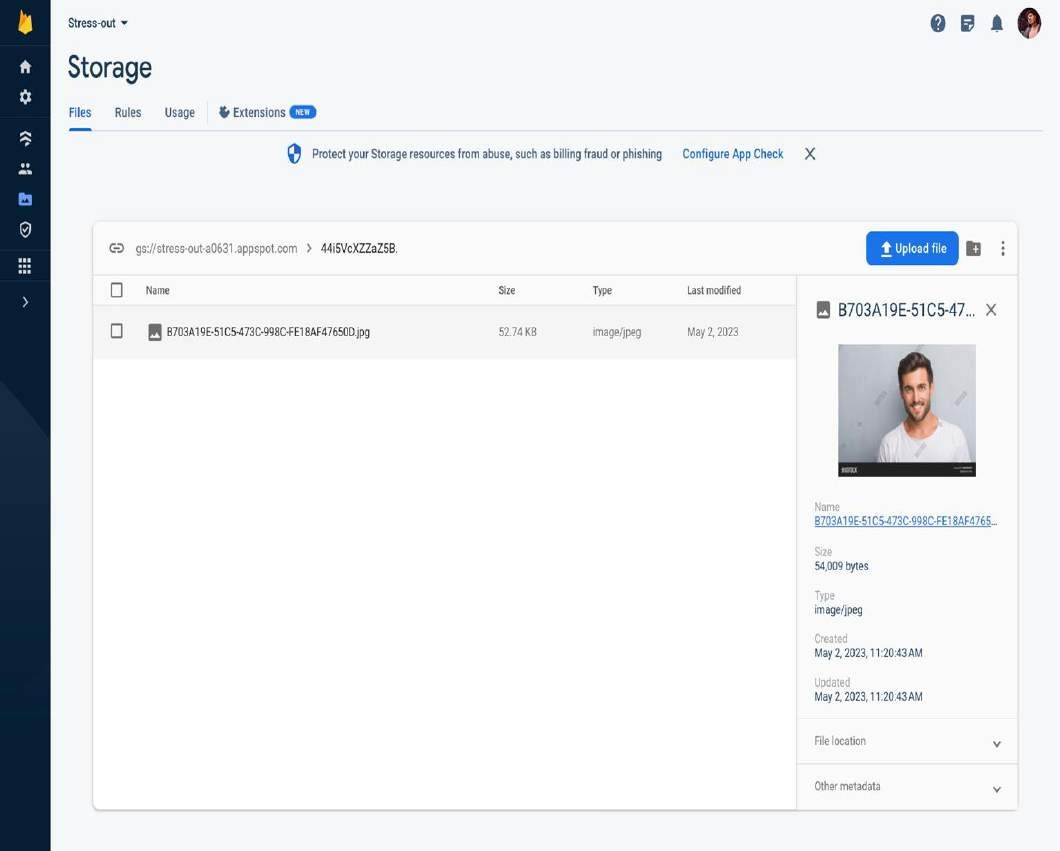 Stress-out
Storage
Files Rules Usage Extensions NEW
Protect your Storage resources from abuse, such as billing fraud or phishing Configure App Check
gs://stress-out-a0631.appspot.com > 44i5VcXZZaZ5B. Upload file
Name Size Type Last modified
B703A19E-51C5-47...
B703A19E-51C5-473C-998C-FE18AF47650D.jpg 52.74 KB image/jpeg May 2, 2023
Name
B703A19E-51C5-473C-998C-FE18AF4765...
Size
54,009 bytes
Type
image/jpeg
Created
May 2, 2023, 11:20:43 AM
Updated
May 2, 2023, 11:20:43 AM
File location
Other metadata